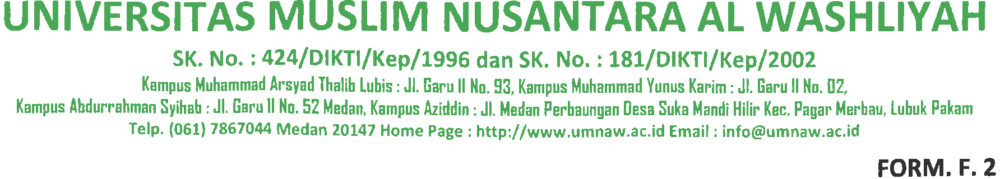 UNIVERSITAS MUSLIM NUSANTARA AL WASHLIYAH
SK. No. : 424/DIKTI/Kep/1996 dan SK. No. : 181/DIKTI/Kep/2002
Kampus Muhammad Arsyad Thalib Lubis : Jl. Garu II No. 93, Kampus Muhammad Yunus Karim : Jl. Garu II No. 02,
Kampus Abdurrahman Syihab : Jl. Garu II No. 52 Medan, Kampus Aziddin : Jl. Medan Perbaungan Desa Suka Mandi Hilir Kec. Pagar Merbau, Lubuk Pakam
Telp. (061) 7867044 Medan 20147 Home Page : http://www.umnaw.ac.id Email : info@umnaw.ac.id
FORM. F. 2